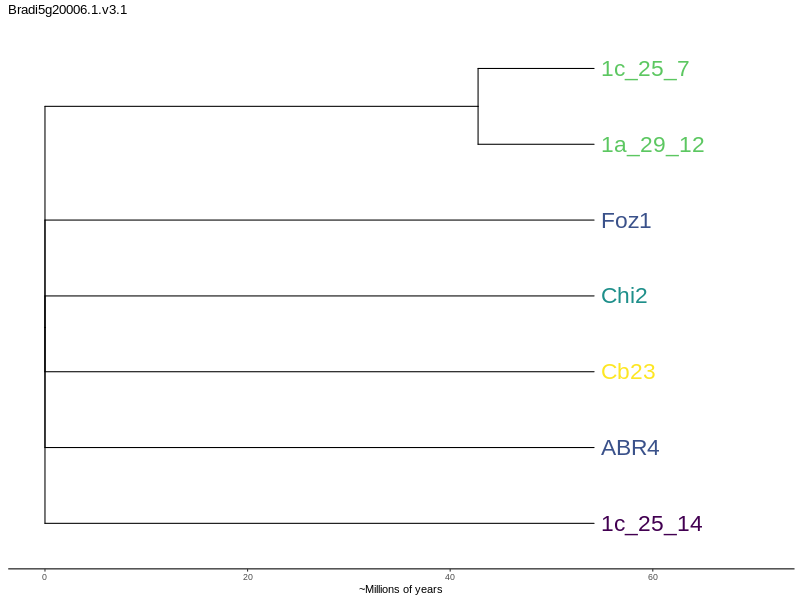 Bradi5g20006.1.v3.1
1c_25_7
1a_29_12
Foz1
Chi2
Cb23
ABR4
1c_25_14
0 20 40 60
~Millions of years